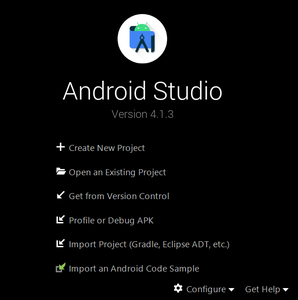 Android Studio
Version 4.1.3
Create New Project
Open an Existing Project
Get from Version Control
Profile or Debug APK
Import Project (Gradle, Eclipse ADT, etc.)
Import an Android Code Sample
Configure Get Help